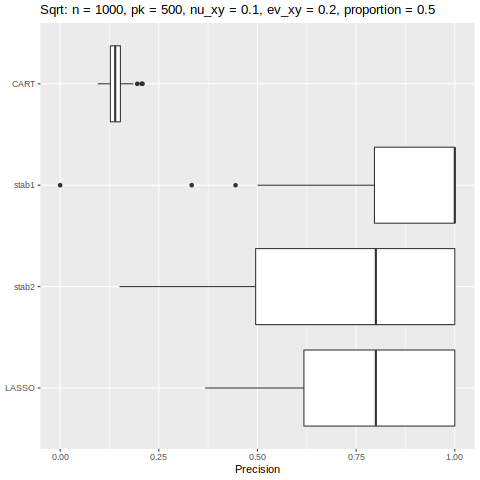 Sqrt: n = 1000, pk = 500, nu_xy = 0.1, ev_xy = 0.2, proportion = 0.5
CART
stab1
stab2
LASSO
0.00 0.25 0.50 0.75 1.00
Precision